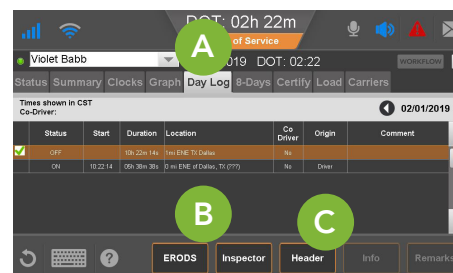 DOT: 02h 22m
of Service
A
Violet Babb
019 DOT: 02:22
WORKFLOW
Status Summary Clocks Graph Day Log 8-Days Certify Load Carriers
Times shown in CST
Co-Driver:
02/01/2019
Status Start Duration Location Co Driver Origin Comment
OFF 10h 22m 14s 1mi ENE TX Dallas No
ON 10:22:14 05h 38m 38s 0 mi ENE of Dallas, TX (???) No Driver
B
C
ERODS Inspector Header Info Remarks